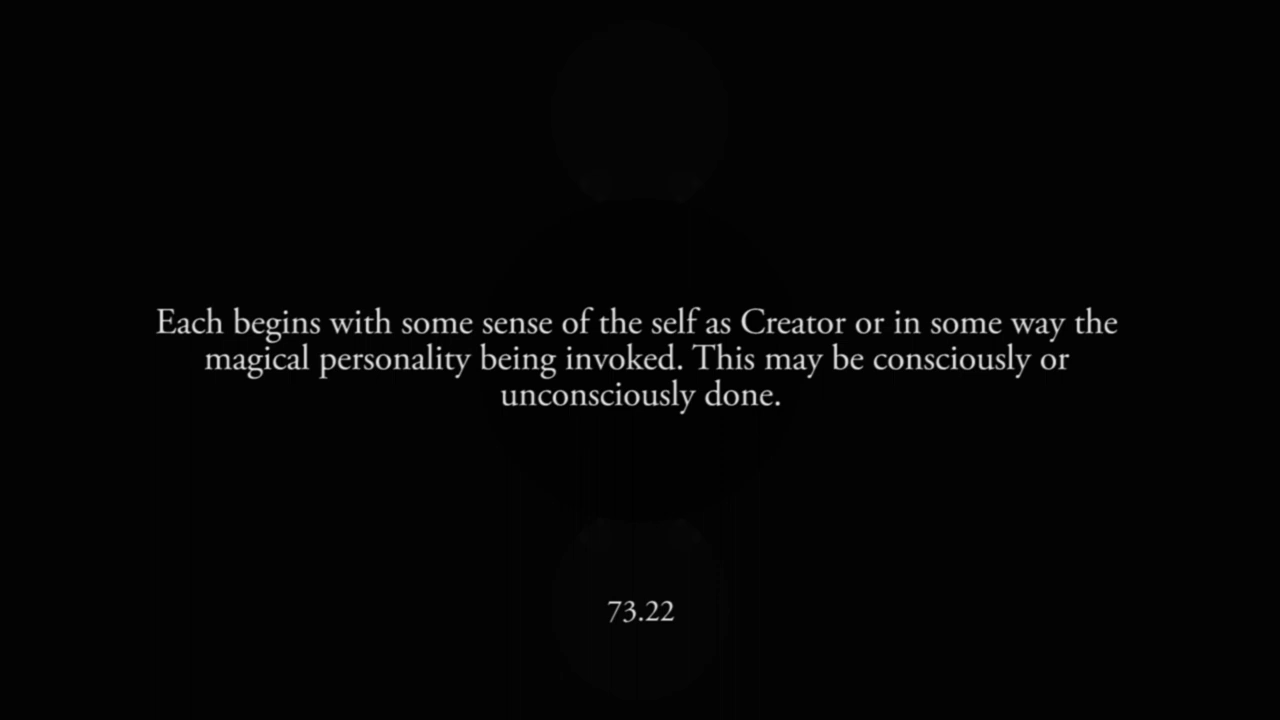 Each begins with some sense of the self as Creator or in some way the
magical personality being invoked. This may be consciously or
unconsciously done.
73.22